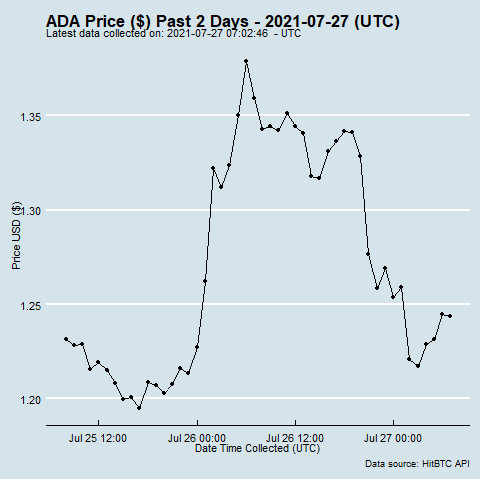 ADA Price ($) Past 2 Days - 2021-07-27 (UTC)
Latest data collected on: 2021-07-27 07:02:46 - UTC
1.35
1.30
1.25
1.20
Price USD ($)
Jul 25 12:00
Jul 26 00:00
Jul 26 12:00
Jul 27 00:00
Date Time Collected (UTC)
Data source: HitBTC API